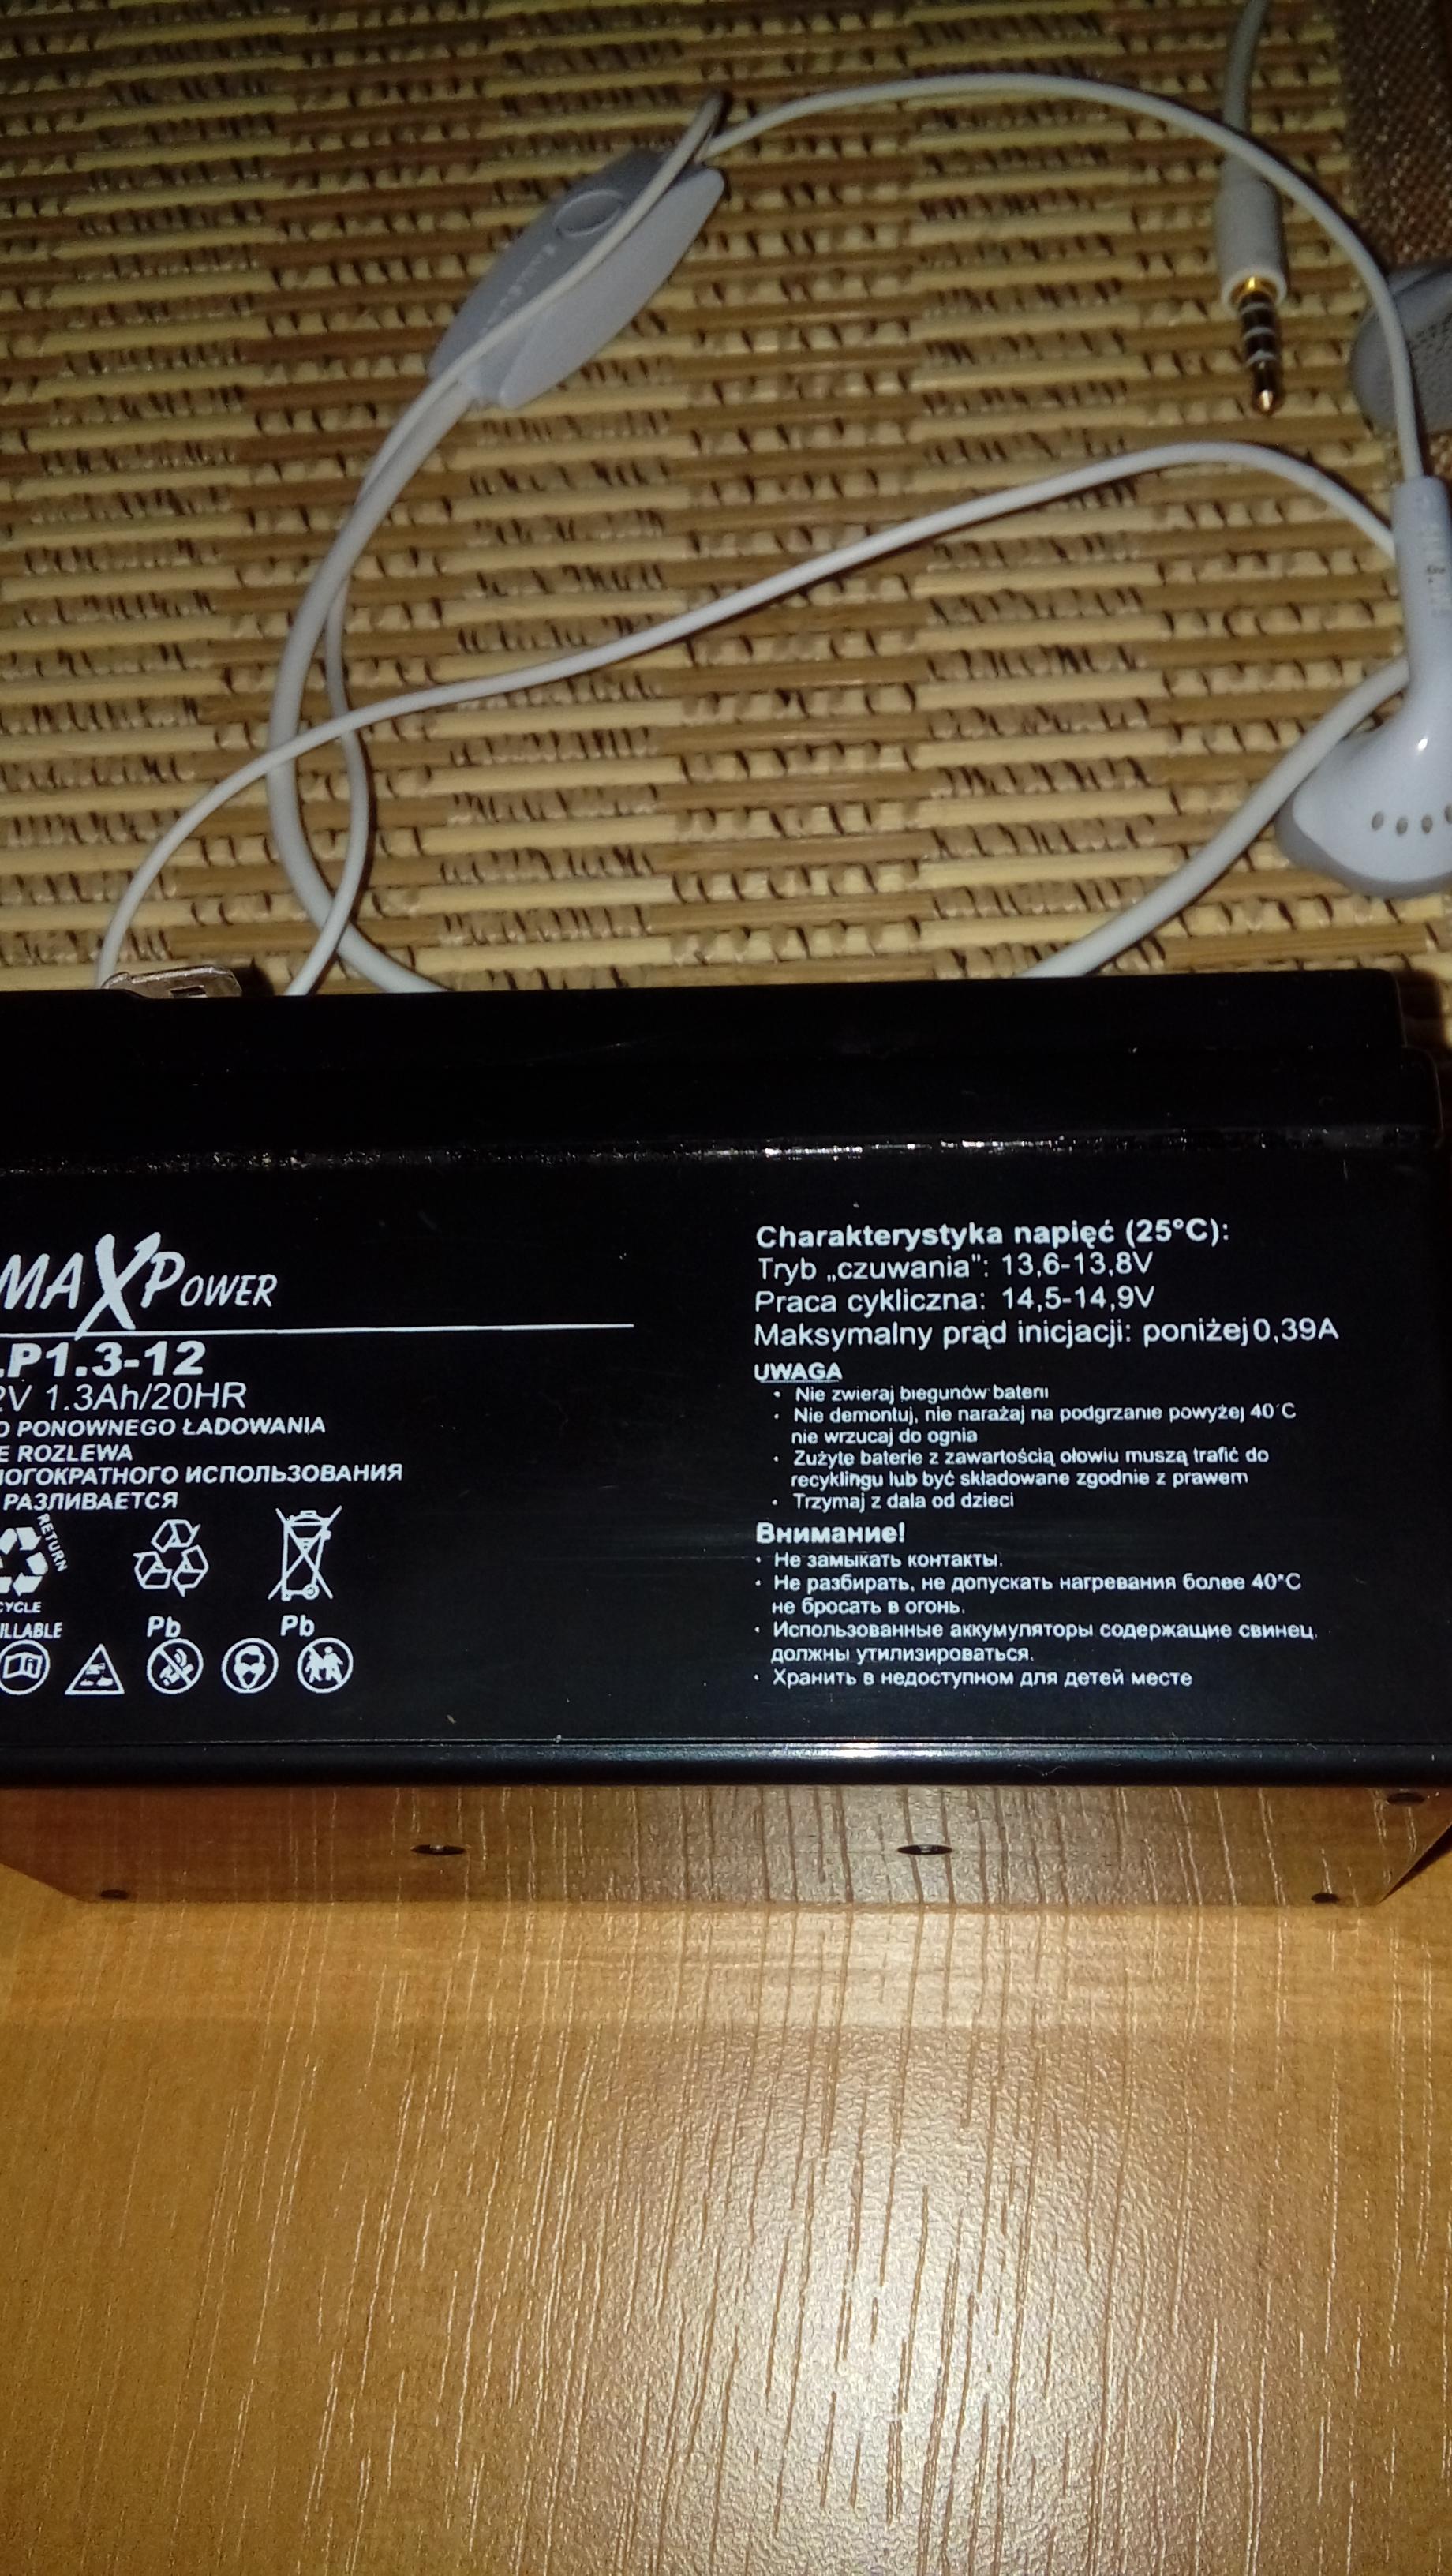 MAXPOWER
.P1.3-12
2V 1.3Ah/20HR
O PONOWNEGO ŁADOWANIA
E ROZLEWA
НОГОКРАТНОГО ИСПОЛЬЗОВАНИЯ
РАЗЛИВАЕТСЯ
RETURN
CYCLE
ILLABLE
Pb
Pb
Charakterystyka napięć (25°C):
Tryb „czuwania": 13,6-13,8V
Praca cykliczna: 14,5-14,9V
Maksymalny prąd inicjacji: poniżej 0,39A
UWAGA
• Nie zwieraj biegunów baterii
• Nie demontuj, nie narażaj na podgrzanie powyżej 40°C
nie wrzucaj do ognia
• Zużyte baterie z zawartością ołowiu muszą trafić do
recyklingu lub być składowane zgodnie z prawem
• Trzymaj z dala od dzieci
Внимание!
• Не замыкать контакты.
• Не разбирать, не допускать нагревания более 40°C
не бросать в огонь.
• Использованные аккумуляторы содержащие свинец,
должны утилизироваться.
• Хранить в недоступном для детей месте